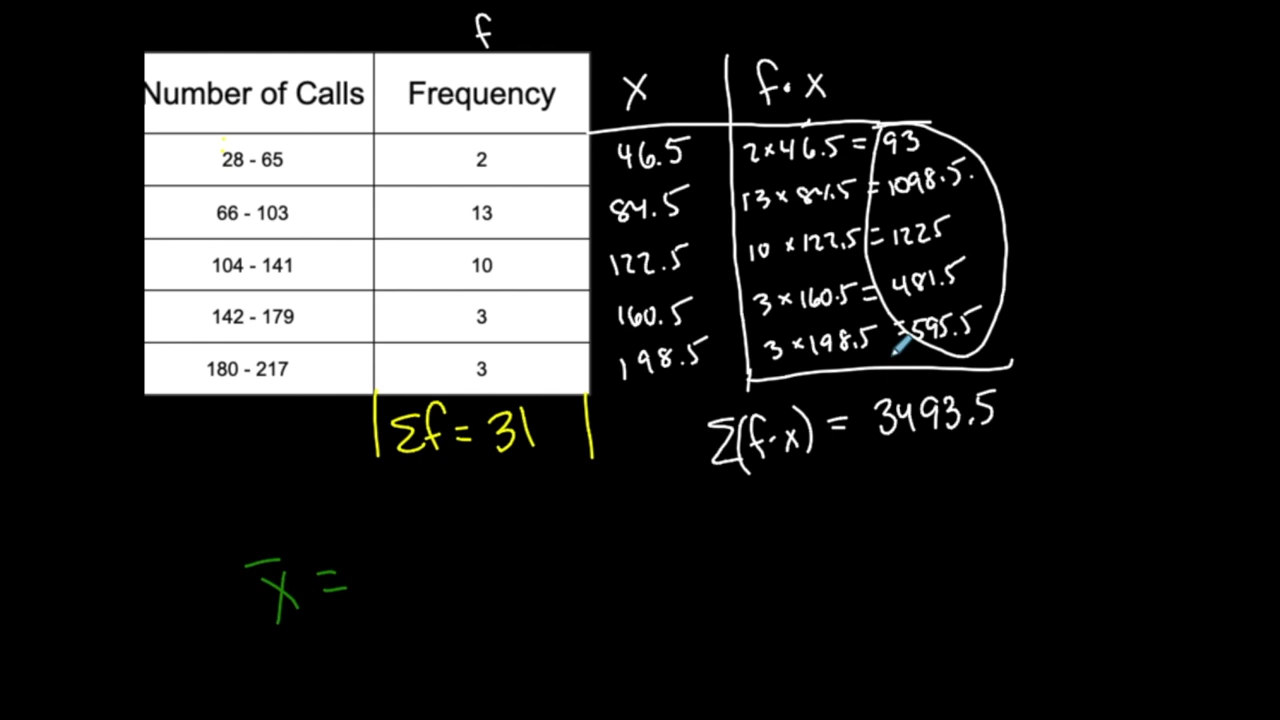 f
Number of Calls Frequency x f·x
28 - 65 2 46.5 2×46.5 = 93
66 - 103 13 84.5 13×84.5 = 1098.5.
104 - 141 10 122.5 10×122.5 = 1225
142 - 179 3 160.5 3×160.5 = 481.5
180 - 217 3 198.5 3×198.5 = 595.5
Σf = 31 Σ(f·x) = 3493.5
x̄ =